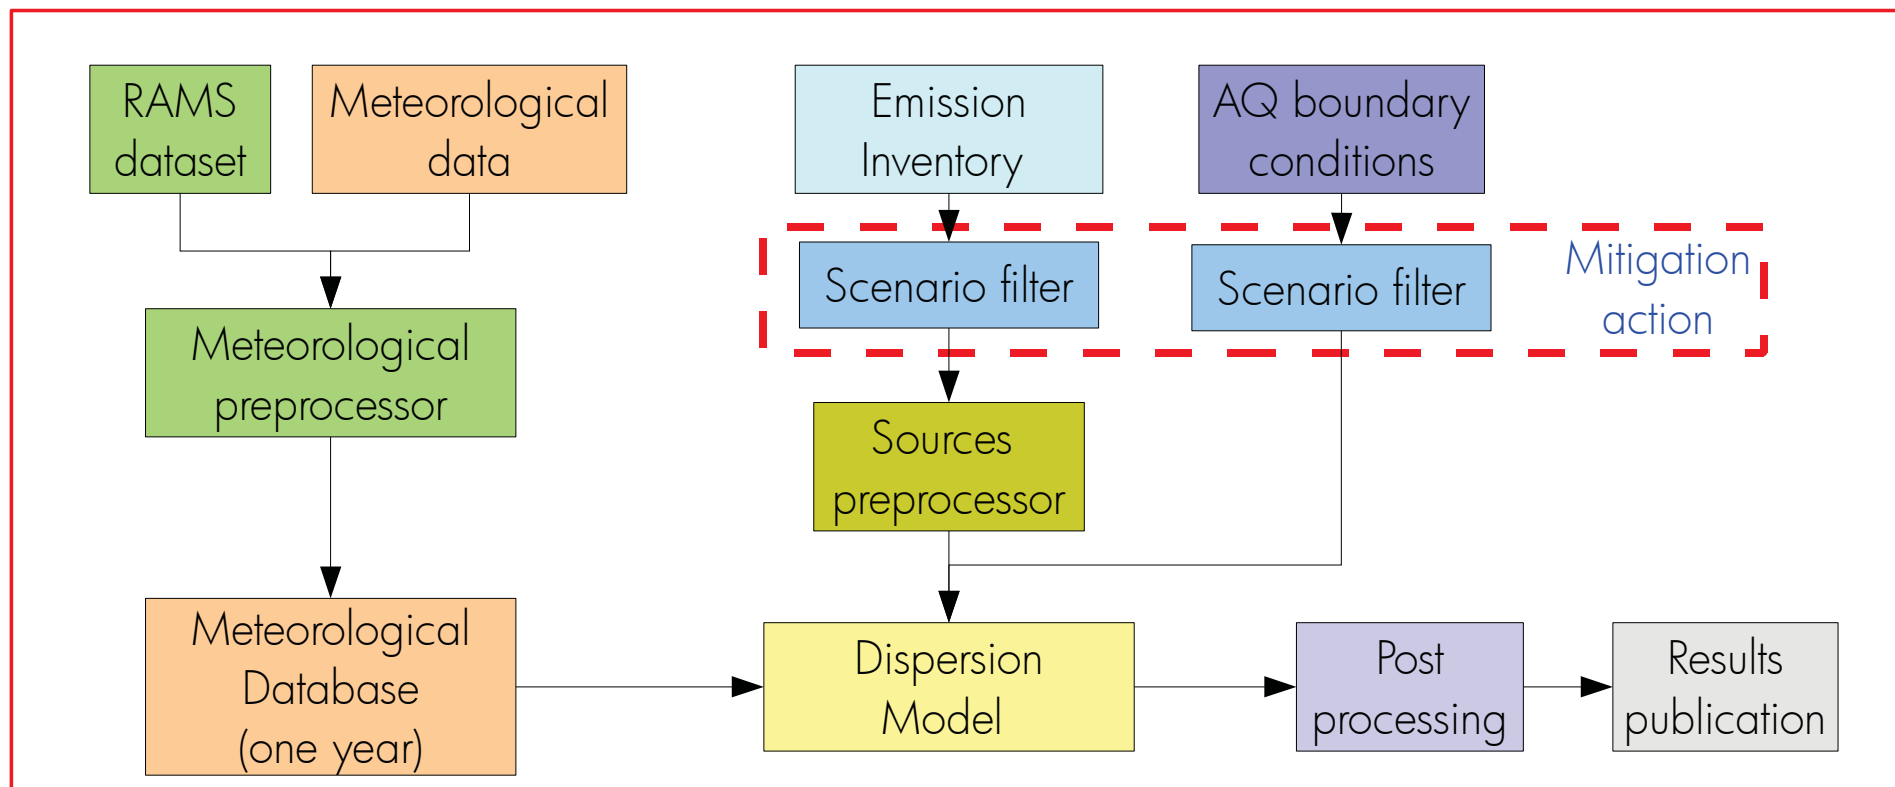 RAMS
dataset
Meteorological
data
Emission
Inventory
AQ boundary
conditions
Scenario filter
Scenario filter
Mitigation
action
Meteorological
preprocessor
Sources
preprocessor
Meteorological
Database
(one year)
Dispersion
Model
Post
processing
Results
publication